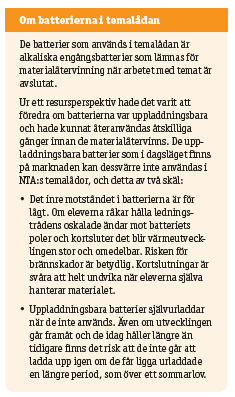 Om batterierna i temalådan
De batterier som används i temalådan är
alkaliska engångsbatterier som lämnas för
materialåtervinning när arbetet med temat är
avslutat.
Ur ett resursperspektiv hade det varit att
föredra om batterierna var uppladdningsbara
och hade kunnat återanvändas åtskilliga
gånger innan de materialåtervinns. De upp-
laddningsbara batterier som i dagsläget finns
på marknaden kan dessvärre inte användas i
NTA:s temalådor, och detta av två skäl:
• Det inre motståndet i batterierna är för
lågt. Om eleverna råkar hålla lednings-
trådens oskalade ändar mot batteriets
poler och kortsluter det blir värmeutveck-
lingen stor och omedelbar. Risken för
brännskador är betydlig. Kortslutningar är
svåra att helt undvika när eleverna själva
hanterar materialet.
• Uppladdningsbara batterier självurladdar
när de inte används. Även om utvecklingen
går framåt och de idag håller längre än
tidigare finns det risk att de inte går att
ladda upp igen om de får ligga urladdade
en längre period, som över ett sommarlov.